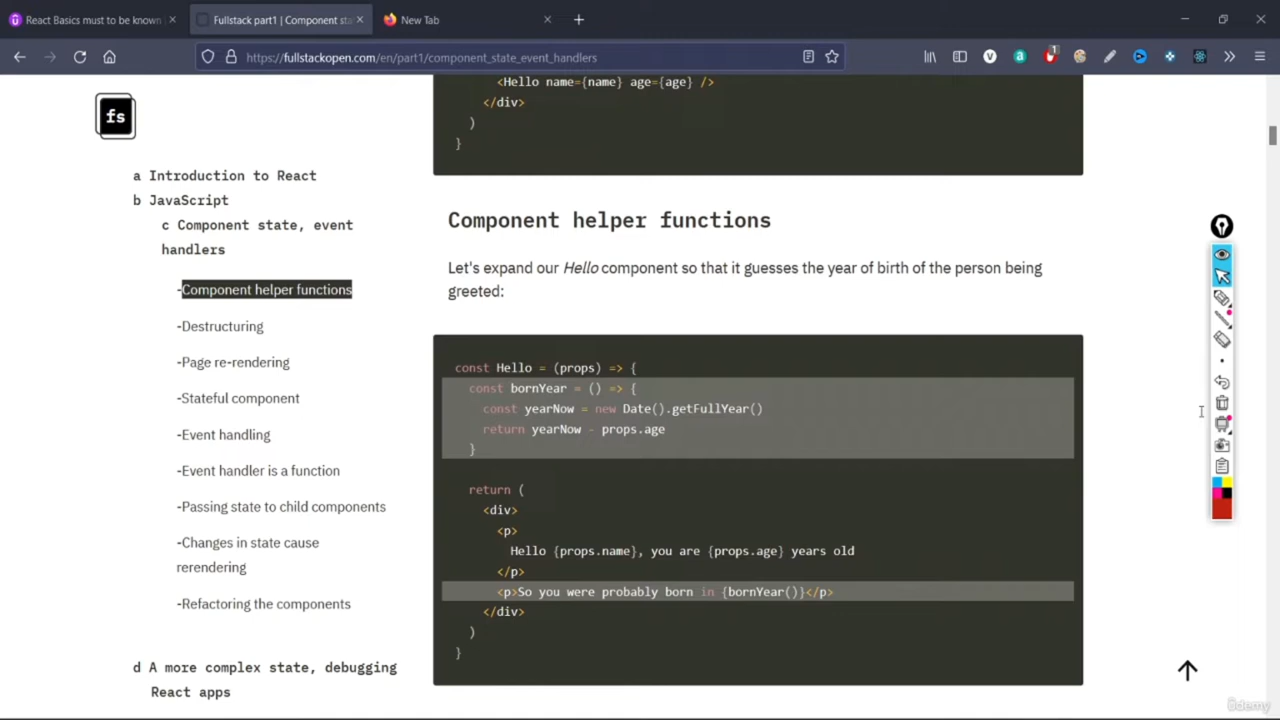 React Basics must to be known
Fullstack part1 | Component sta
New Tab
https://fullstackopen.com/en/part1/component_state_event_handlers
fs
a Introduction to React
b JavaScript
c Component state, event
handlers
-Component helper functions
-Destructuring
-Page re-rendering
-Stateful component
-Event handling
-Event handler is a function
-Passing state to child components
-Changes in state cause
rerendering
-Refactoring the components
d A more complex state, debugging
React apps
<Hello name={name} age={age} />
</div>
)
}
Component helper functions
Let's expand our Hello component so that it guesses the year of birth of the person being
greeted:
const Hello = (props) => {
const bornYear = () => {
const yearNow = new Date().getFullYear()
return yearNow - props.age
}
return (
<div>
<p>
Hello {props.name}, you are {props.age} years old
</p>
<p>So you were probably born in {bornYear()}</p>
</div>
)
}
1
udemy